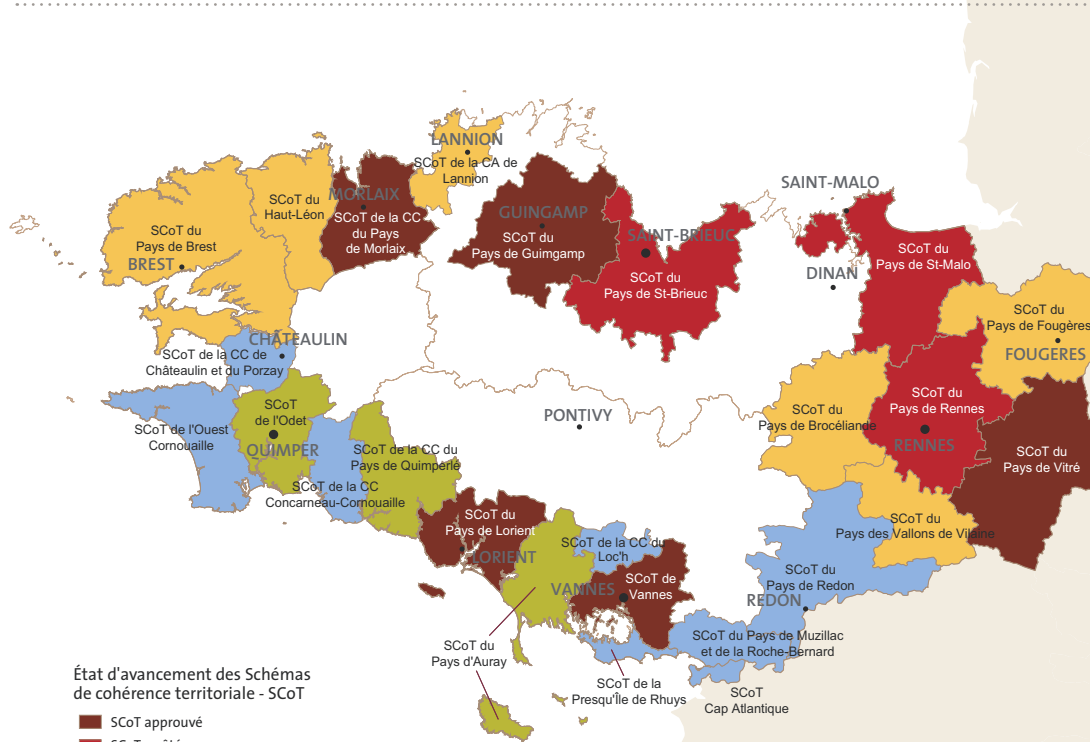 LANNION
SCoT de la CA de
Lannion
MORLAIX
SCoT de la CC
du Pays
de Morlaix
SCoT du
Haut-Léon
SCoT du
Pays de Brest
BREST
GUINGAMP
SCoT du
Pays de Guimgamp
SAINT-BRIEUC
SCoT du
Pays de St-Brieuc
SAINT-MALO
SCoT du
Pays de St-Malo
DINAN
SCoT du
Pays de Fougères
FOUGERES
CHÂTEAULIN
SCoT de la CC de
Châteaulin et du Porzay
SCoT
de l'Odet
QUIMPER
SCoT de l'Ouest
Cornouaille
SCoT de la CC du
Pays de Quimperlé
SCoT de la CC
Concarneau-Cornouaille
PONTIVY
SCoT du
Pays de Brocéliande
SCoT du
Pays de Rennes
RENNES
SCoT du
Pays de Vitré
SCoT du
Pays de Lorient
LORIENT
SCoT de la CC du
Loc'h
SCoT de
Vannes
VANNES
SCoT du
Pays des Vallons de Vilaine
SCoT du
Pays de Redon
REDON
SCoT du Pays de Muzillac
et de la Roche-Bernard
SCoT du
Pays d'Auray
SCoT de la
Presqu'Île de Rhuys
SCoT
Cap Atlantique
État d'avancement des Schémas
de cohérence territoriale - SCoT
SCoT approuvé